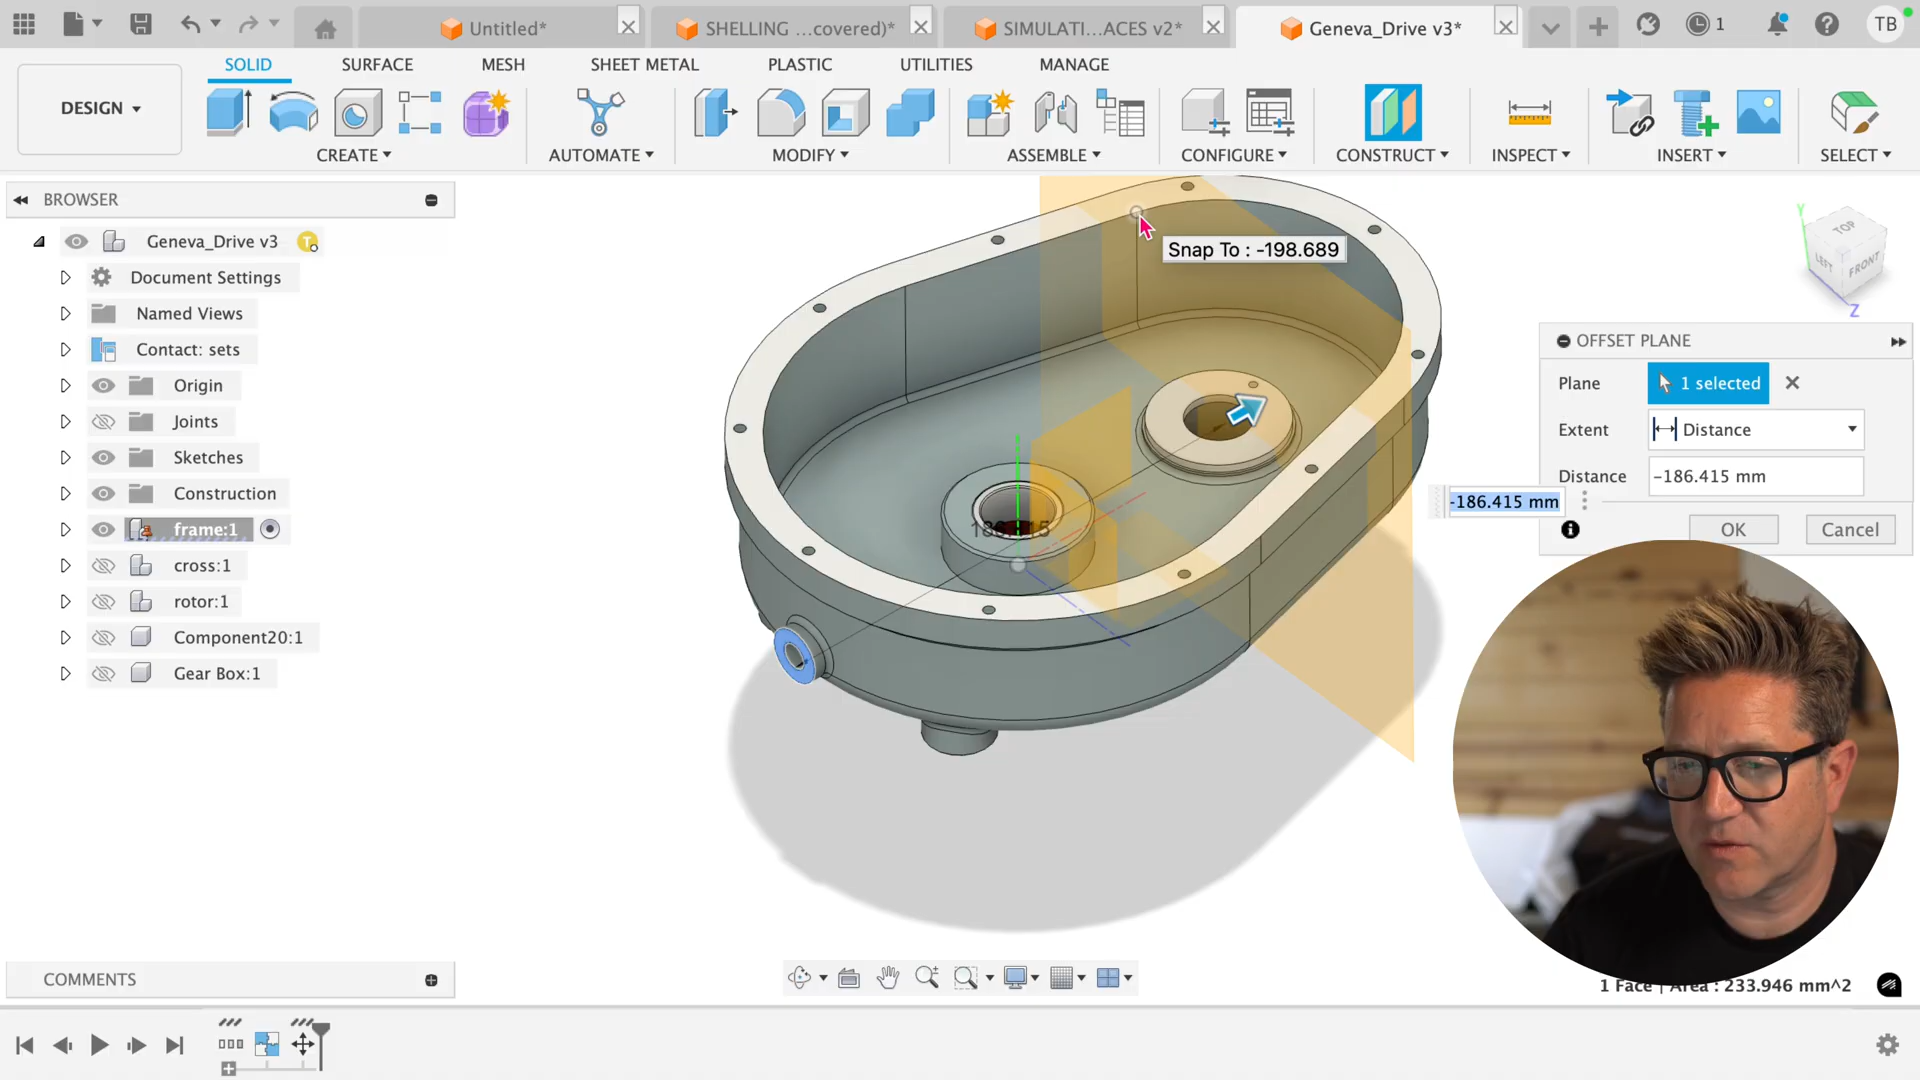 Untitled*
SHELLING ...covered)*
SIMULATI...ACES v2*
Geneva_Drive v3*
1
TB
DESIGN
SOLID
SURFACE
MESH
SHEET METAL
PLASTIC
UTILITIES
MANAGE
CREATE
AUTOMATE
MODIFY
ASSEMBLE
CONFIGURE
CONSTRUCT
INSPECT
INSERT
SELECT
BROWSER
Geneva_Drive v3
Document Settings
Named Views
Contact: sets
Origin
Joints
Sketches
Construction
frame:1
cross:1
rotor:1
Component20:1
Gear Box:1
Snap To : -198.689
Y
TOP
LEFT
FRONT
Z
OFFSET PLANE
Plane
1 selected
Extent
Distance
Distance
-186.415 mm
-186.415 mm
OK
Cancel
COMMENTS
1 Face | Area : 233.946 mm^2